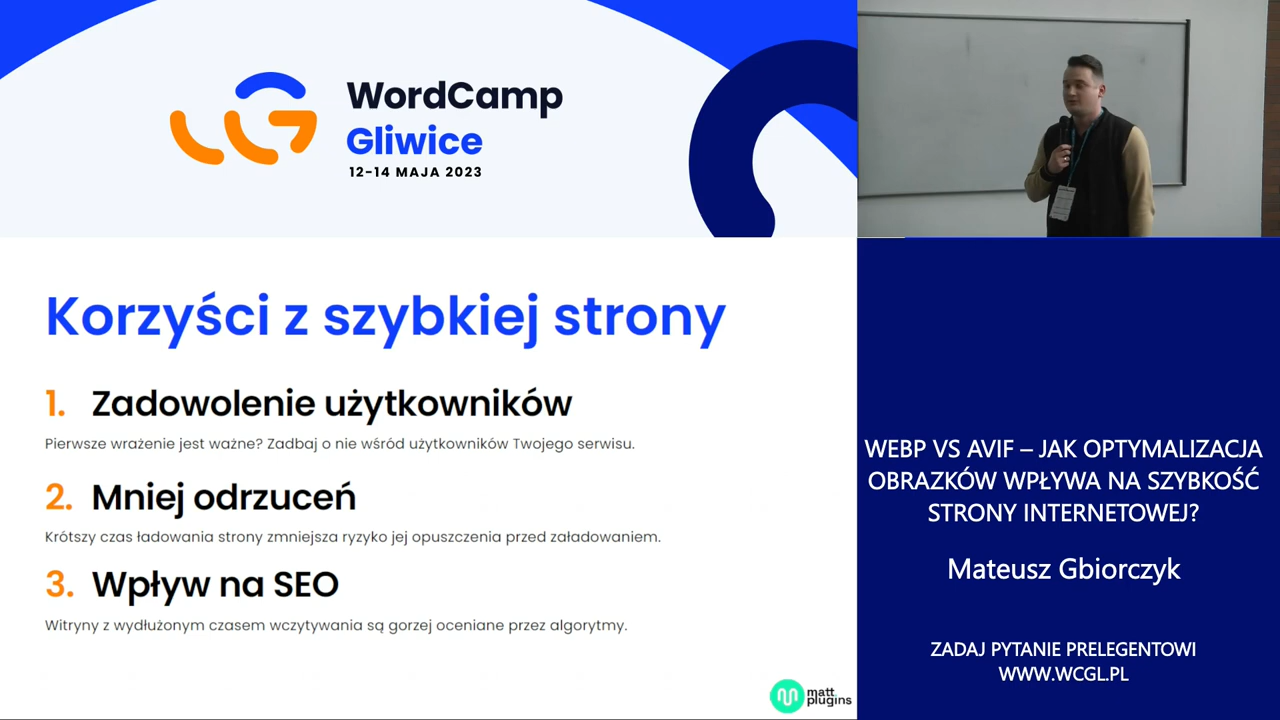 WordCamp
Gliwice
12-14 MAJA 2023
Korzyści z szybkiej strony
1. Zadowolenie użytkowników
Pierwsze wrażenie jest ważne? Zadbaj o nie wśród użytkowników Twojego serwisu.
2. Mniej odrzuceń
Krótszy czas ładowania strony zmniejsza ryzyko jej opuszczenia przed załadowaniem.
3. Wpływ na SEO
Witryny z wydłużonym czasem wczytywania są gorzej oceniane przez algorytmy.
matt
plugins
WEBP VS AVIF – JAK OPTYMALIZACJA
OBRAZKÓW WPŁYWA NA SZYBKOŚĆ
STRONY INTERNETOWEJ?
Mateusz Gbiorczyk
ZADAJ PYTANIE PRELEGENTOWI
WWW.WCGL.PL